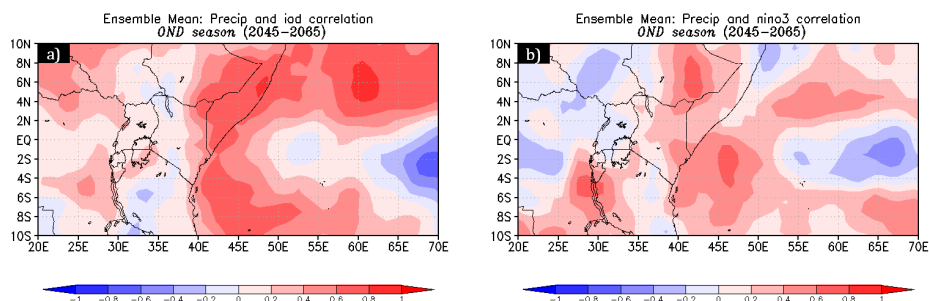 Ensemble Mean: Precip and iod correlation
OND season (2045-2065)
a)
10N
8N
6N
4N
2N
EQ
2S
4S
6S
8S
10S
20E 25E 30E 35E 40E 45E 50E 55E 60E 65E 70E
-1 -0.8 -0.6 -0.4 -0.2 0 0.2 0.4 0.6 0.8 1
Ensemble Mean: Precip and nino3 correlation
OND season (2045-2065)
b)
10N
8N
6N
4N
2N
EQ
2S
4S
6S
8S
10S
20E 25E 30E 35E 40E 45E 50E 55E 60E 65E 70E
-1 -0.8 -0.6 -0.4 -0.2 0 0.2 0.4 0.6 0.8 1